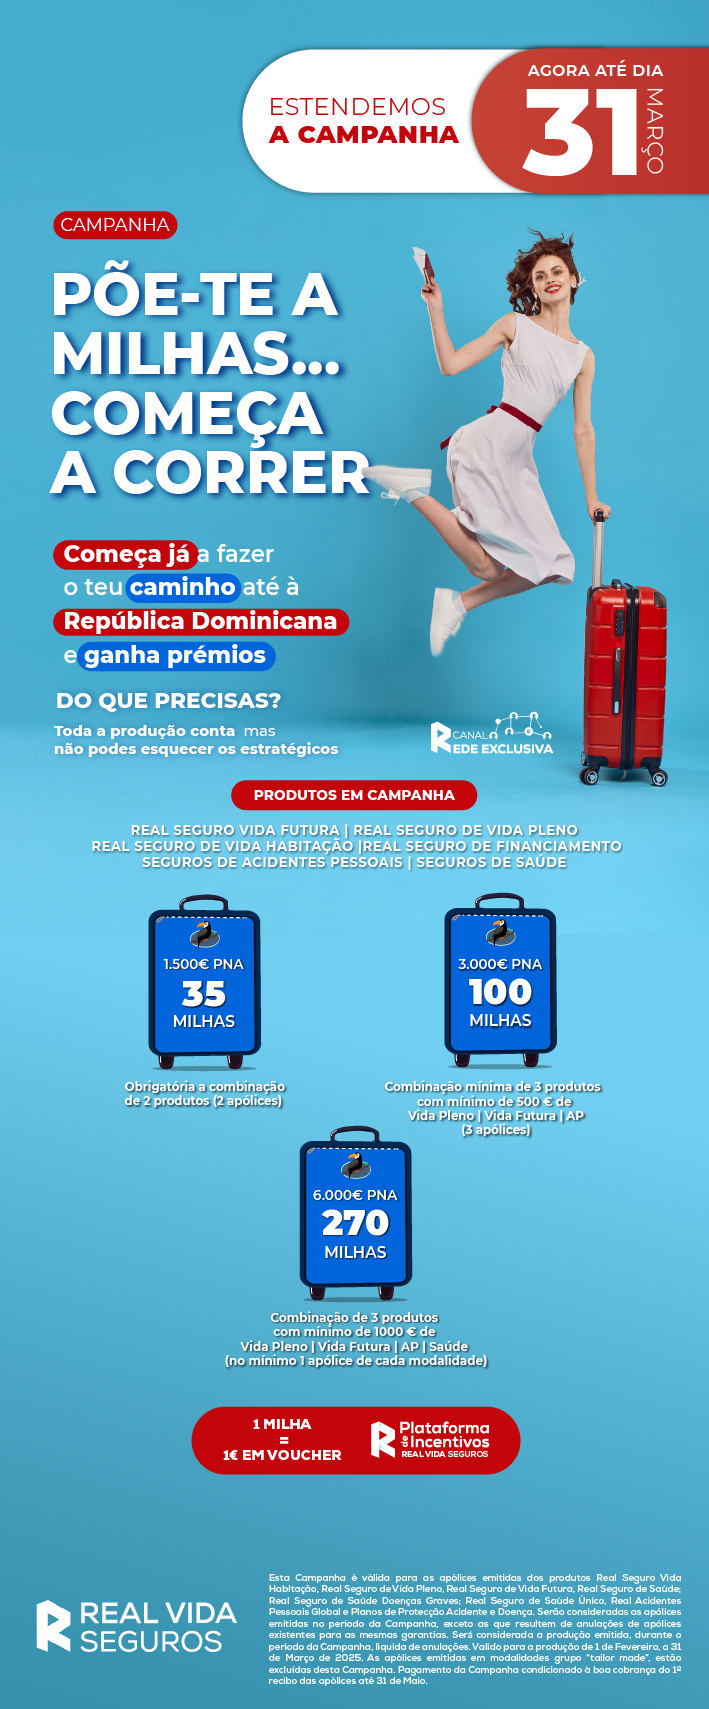 ESTENDEMOS
A CAMPANHA
AGORA ATÉ DIA
31
MARÇO
CAMPANHA
PÕE-TE A
MILHAS...
COMEÇA
A CORRER
Começa já a fazer
o teu caminho até à
República Dominicana
e ganha prémios
DO QUE PRECISAS?
Toda a produção conta mas
não podes esquecer os estratégicos
CANAL
REDE EXCLUSIVA
PRODUTOS EM CAMPANHA
REAL SEGURO VIDA FUTURA | REAL SEGURO DE VIDA PLENO
REAL SEGURO DE VIDA HABITAÇÃO |REAL SEGURO DE FINANCIAMENTO
SEGUROS DE ACIDENTES PESSOAIS | SEGUROS DE SAÚDE
1.500€ PNA
35
MILHAS
Obrigatória a combinação
de 2 produtos (2 apólices)
3.000€ PNA
100
MILHAS
Combinação mínima de 3 produtos
com mínimo de 500 € de
Vida Pleno | Vida Futura | AP
(3 apólices)
6.000€ PNA
270
MILHAS
Combinação de 3 produtos
com mínimo de 1000 € de
Vida Pleno | Vida Futura | AP | Saúde
(no mínimo 1 apólice de cada modalidade)
1 MILHA
=
1€ EM VOUCHER
Plataforma
de Incentivos
REAL VIDA SEGUROS
REAL VIDA
SEGUROS
Esta Campanha é válida para as apólices emitidas dos produtos Real Seguro Vida
Habitação, Real Seguro de Vida Pleno, Real Seguro de Vida Futura, Real Seguro de Saúde;
Real Seguro de Saúde Doenças Graves; Real Seguro de Saúde Único, Real Acidentes
Pessoais Global e Planos de Protecção Acidente e Doença. Serão consideradas as apólices
emitidas no período da Campanha, exceto as que resultem de anulações de apólices
existentes para as mesmas garantias. Será considerada a produção emitida, durante o
período da Campanha, líquida de anulações. Valido para a produção de 1 de Fevereiro, a 31
de Março de 2025. As apólices emitidas em modalidades grupo “tailor made”, estão
excluídas desta Campanha. Pagamento da Campanha condicionado à boa cobrança do 1º
recibo das apólices até 31 de Maio.